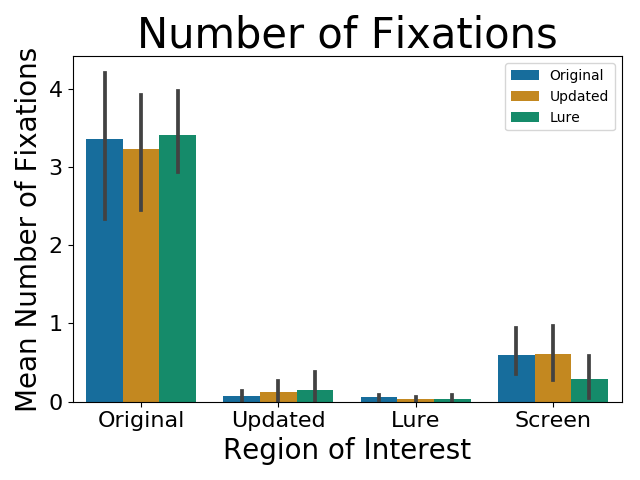 Number of Fixations
Original
Updated
Lure
Mean Number of Fixations
4
3
2
1
0
Original Updated Lure Screen
Region of Interest